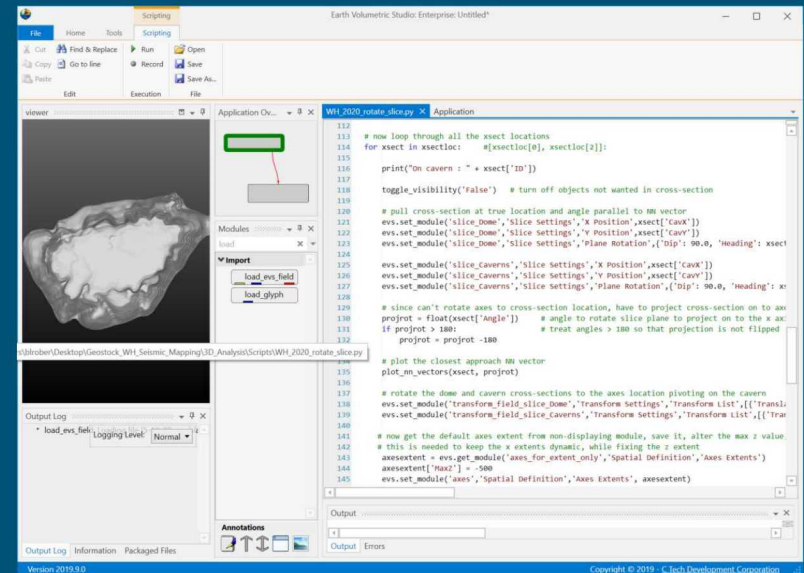 Scripting
Earth Volumetric Studio: Enterprise: Untitled*
File Home Tools Scripting
Cut Find & Replace Run Open
Copy Go to line Record Save
Paste Save As...
Edit Execution File
viewer
Application Ov...
WH_2020_rotate_slice.py Application
112
113 # now loop through all the xsect locations
114 for xsect in xsectloc: #[xsectloc[0], xsectloc[2]]:
115
116 print("On cavern : " + xsect['ID'])
117
118 toggle_visibility('False') # turn off objects not wanted in cross-section
119
120 # pull cross-section at true location and angle parallel to NN vector
121 evs.set_module('slice_Dome','Slice Settings','X Position',xsect['CavX'])
122 evs.set_module('slice_Dome','Slice Settings','Y Position',xsect['CavY'])
123 evs.set_module('slice_Dome','Slice Settings','Plane Rotation',{'Dip': 90.0, 'Heading': xsect
124
125 evs.set_module('slice_Caverns','Slice Settings','X Position',xsect['CavX'])
126 evs.set_module('slice_Caverns','Slice Settings','Y Position',xsect['CavY'])
127 evs.set_module('slice_Caverns','Slice Settings','Plane Rotation',{'Dip': 90.0, 'Heading': xs
128
129 # since can't rotate axes to cross-section location, have to project cross-section on to axe
130 projrot = float(xsect['Angle']) # angle to rotate slice plane to project on to the x axi
131 if projrot > 180: # treat angles > 180 so that projection is not flipped
132 projrot = projrot -180
133
134 # plot the closest approach NN vector
135 plot_nn_vectors(xsect, projrot)
136
137 # rotate the dome and cavern cross-sections to the axes location pivoting on the cavern
138 evs.set_module('transform_field_slice_Dome','Transform Settings','Transform List',[{'Transla
139 evs.set_module('transform_field_slice_Caverns','Transform Settings','Transform List',[{'Tran
140
141 # now get the default axes extent from non-displaying module, save it, alter the max z value,
142 # this is needed to keep the x extents dynamic, while fixing the z extent
143 axesextent = evs.get_module('axes_for_extent_only','Spatial Definition','Axes Extents')
144 axesextent['MaxZ'] = -500
145 evs.set_module('axes','Spatial Definition','Axes Extents', axesextent)
Modules
load
Import
load_evs_field
load_glyph
s\blrober\Desktop\Geostock_WH_Seismic_Mapping\3D_Analysis\Scripts\WH_2020_rotate_slice.py
Output Log
load_evs_field
Logging Level: Normal
Annotations
Output Log Information Packaged Files
Output
Output Errors
Version 2019.9.0
Copyright © 2019 - C Tech Development Corporation